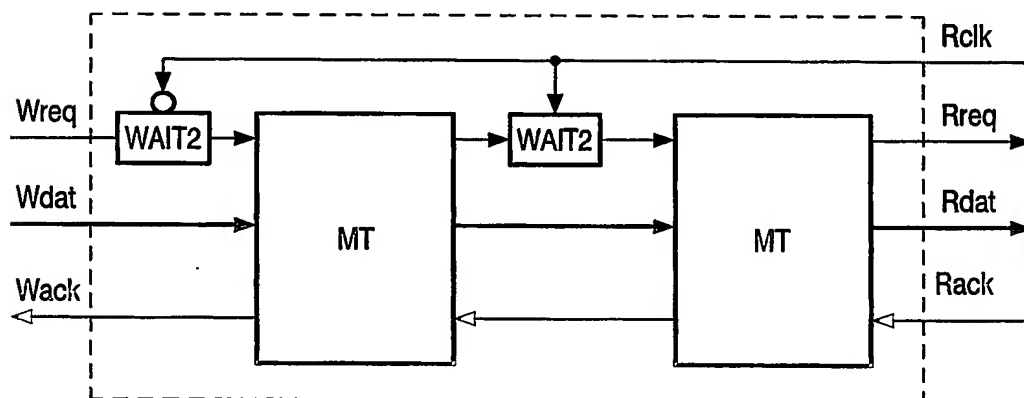 Rclk
Wreq
WAIT2
WAIT2
Rreq
Wdat
MT
MT
Rdat
Wack
Rack